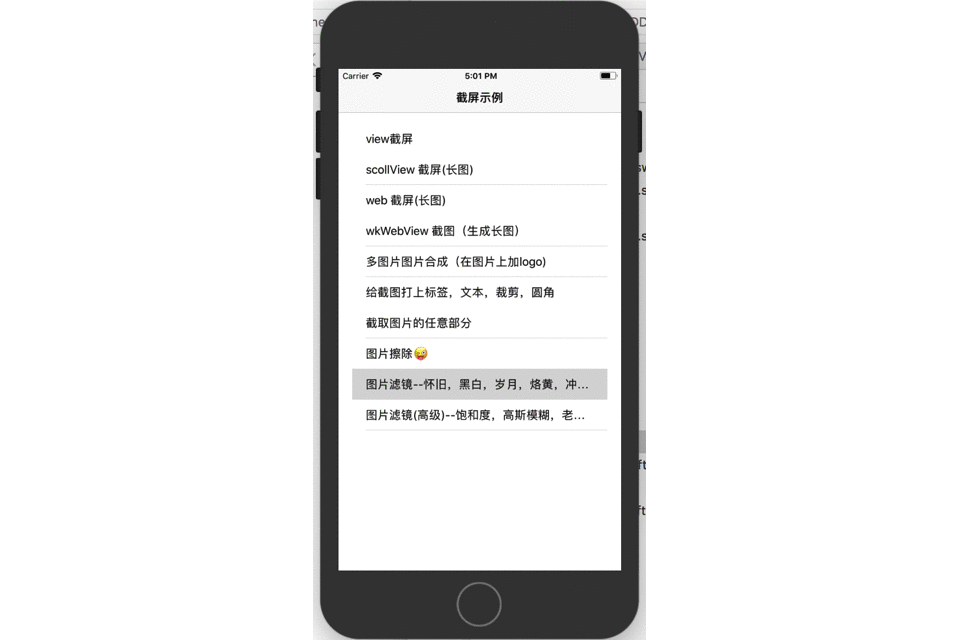 Carrier 5:01 PM
截屏示例
view截屏
scollView 截屏(长图)
web 截屏(长图)
wkWebView 截图（生成长图）
多图片图片合成（在图片上加logo)
给截图打上标签，文本，裁剪，圆角
截取图片的任意部分
图片擦除😜
图片滤镜--怀旧，黑白，岁月，烙黄，冲...
图片滤镜(高级)--饱和度，高斯模糊，老...